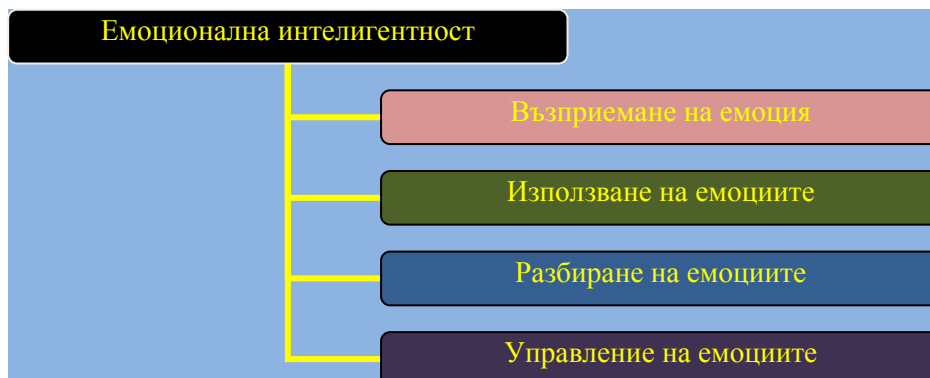 Емоционална интелигентност
Възприемане на емоция
Използване на емоциите
Разбиране на емоциите
Управление на емоциите